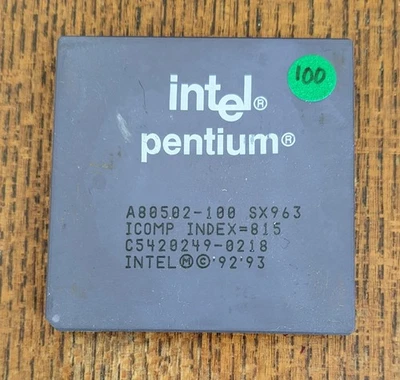 100
intel®
pentium®
A80502-100 SX963
ICOMP INDEX=815
C5420249-0218
INTEL Ⓜ © '92'93